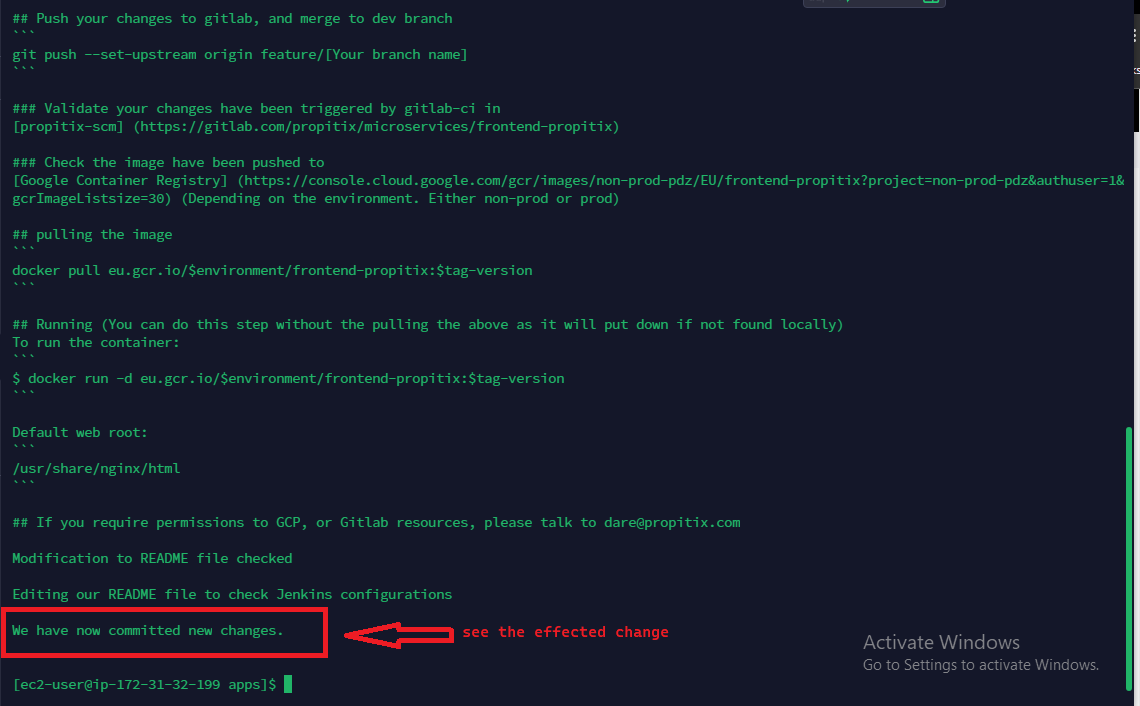 ## Push your changes to gitlab, and merge to dev branch
```
git push --set-upstream origin feature/[Your branch name]
```
### Validate your changes have been triggered by gitlab-ci in
[propitix-scm] (https://gitlab.com/propitix/microservices/frontend-propitix)
### Check the image have been pushed to
[Google Container Registry] (https://console.cloud.google.com/gcr/images/non-prod-pdz/EU/frontend-propitix?project=non-prod-pdz&authuser=1&
gcrImageListsize=30) (Depending on the environment. Either non-prod or prod)
## pulling the image
```
docker pull eu.gcr.io/$environment/frontend-propitix:$tag-version
```
## Running (You can do this step without the pulling the above as it will put down if not found locally)
To run the container:
```
$ docker run -d eu.gcr.io/$environment/frontend-propitix:$tag-version
```
Default web root:
```
/usr/share/nginx/html
```
## If you require permissions to GCP, or Gitlab resources, please talk to dare@propitix.com
Modification to README file checked
Editing our README file to check Jenkins configurations
We have now committed new changes.
see the effected change
Activate Windows
Go to Settings to activate Windows.
[ec2-user@ip-172-31-32-199 apps]$